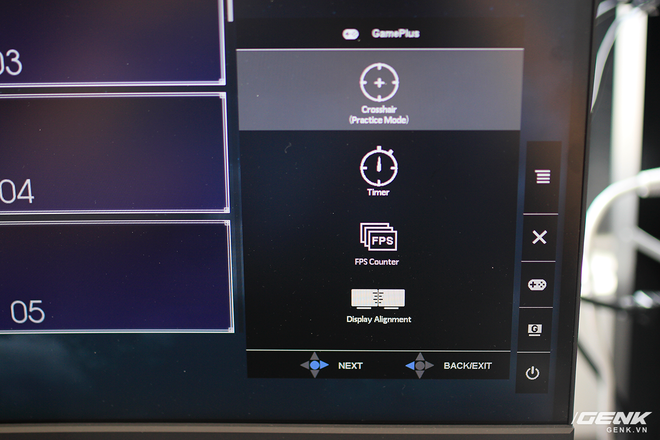 03
04
05
GamePlus
Crosshair
(Practice Mode)
Timer
FPS
FPS Counter
Display Alignment
NEXT
BACK/EXIT
G
GENK
GENK.VN